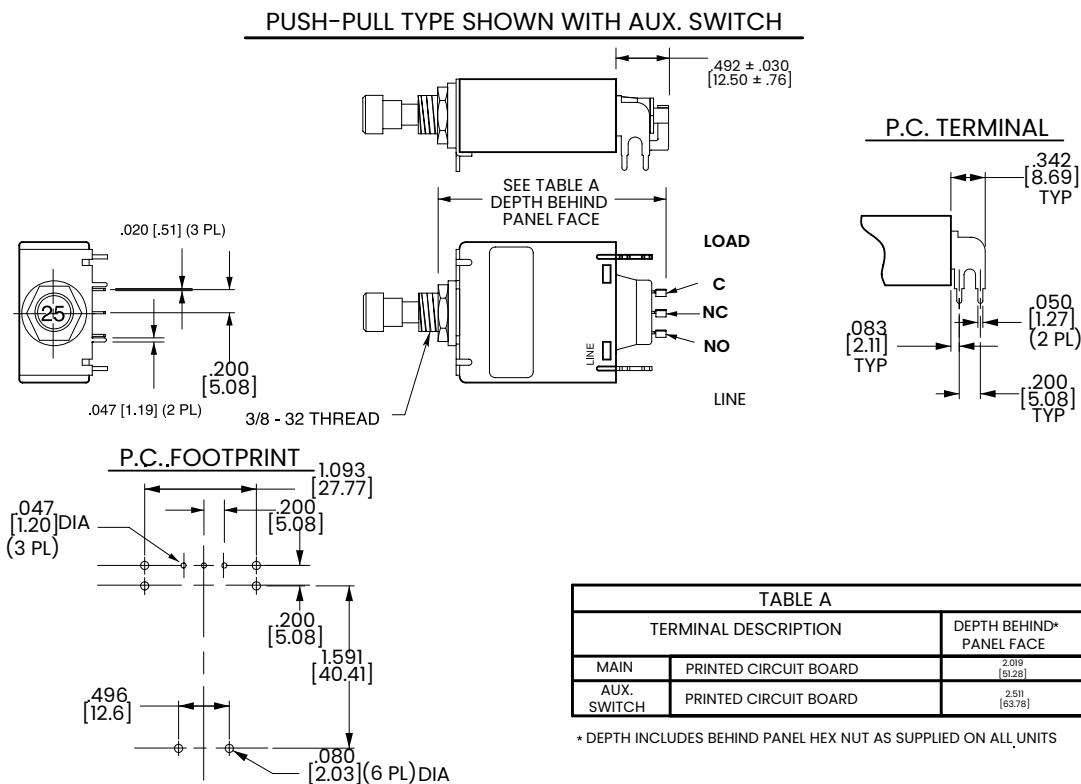 PUSH-PULL TYPE SHOWN WITH AUX. SWITCH
.492 ± .030
[12.50 ± .76]
P.C. TERMINAL
.342
[8.69]
TYP
SEE TABLE A
DEPTH BEHIND
PANEL FACE
.020 [.51] (3 PL)
LOAD
C
NC
NO
LINE
LINE
25
.200
[5.08]
.047 [1.19] (2 PL)
3/8 - 32 THREAD
.083
[2.11]
TYP
.050
[1.27]
(2 PL)
.200
[5.08]
TYP
P.C. FOOTPRINT
1.093
[27.77]
.047
[1.20] DIA
(3 PL)
.200
[5.08]
.200
[5.08]
1.591
[40.41]
.496
[12.6]
.080
[2.03] (6 PL) DIA
TABLE A
TERMINAL DESCRIPTION
DEPTH BEHIND*
PANEL FACE
MAIN
PRINTED CIRCUIT BOARD
2.019
[51.28]
AUX.
SWITCH
PRINTED CIRCUIT BOARD
2.511
[63.78]
* DEPTH INCLUDES BEHIND PANEL HEX NUT AS SUPPLIED ON ALL UNITS